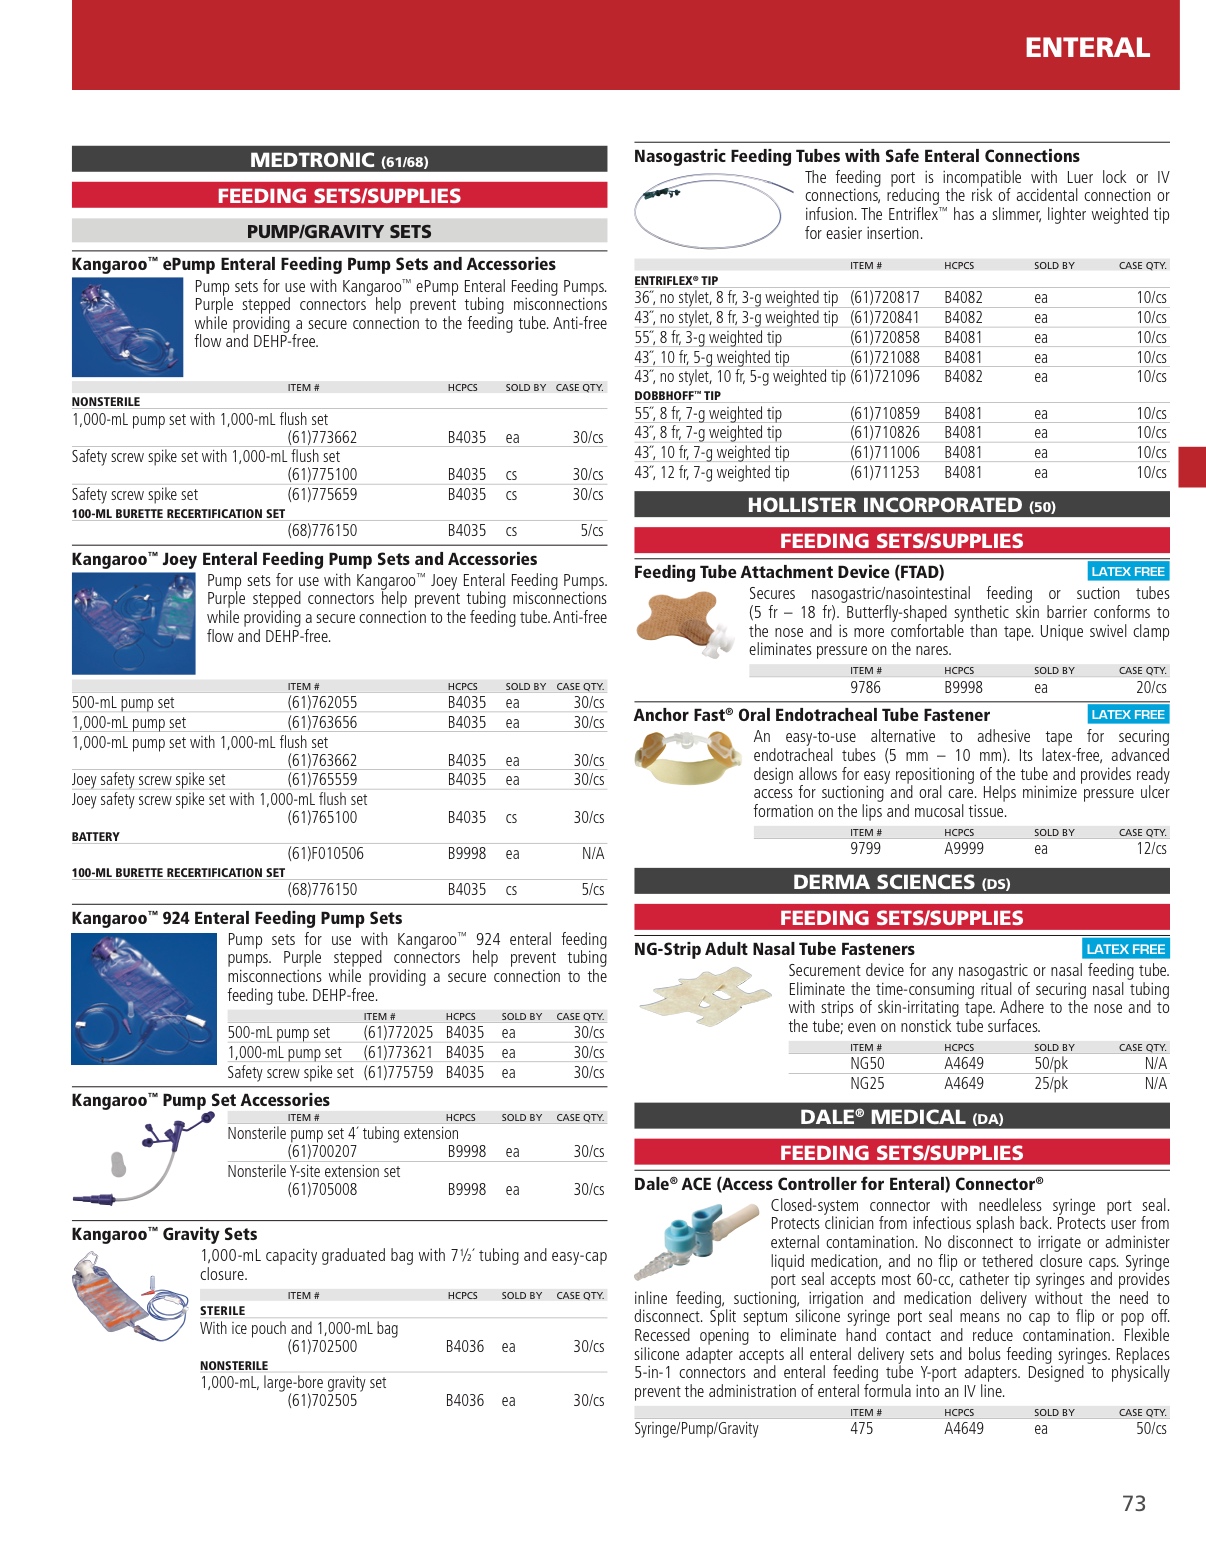 ENTERAL
MEDTRONIC (61/68)
FEEDING SETS/SUPPLIES
PUMP/GRAVITY SETS
Kangaroo™ ePump Enteral Feeding Pump Sets and Accessories
Pump sets for use with Kangaroo™ ePump Enteral Feeding Pumps.
Purple stepped connectors help prevent tubing misconnections
while providing a secure connection to the feeding tube. Anti-free
flow and DEHP-free.
ITEM # HCPCS SOLD BY CASE QTY.
NONSTERILE
1,000-mL pump set with 1,000-mL flush set
(61)773662 B4035 ea 30/cs
Safety screw spike set with 1,000-mL flush set
(61)775100 B4035 cs 30/cs
Safety screw spike set (61)775659 B4035 cs 30/cs
100-ML BURETTE RECERTIFICATION SET
(68)776150 B4035 cs 5/cs
Kangaroo™ Joey Enteral Feeding Pump Sets and Accessories
Pump sets for use with Kangaroo™ Joey Enteral Feeding Pumps.
Purple stepped connectors help prevent tubing misconnections
while providing a secure connection to the feeding tube. Anti-free
flow and DEHP-free.
ITEM # HCPCS SOLD BY CASE QTY.
500-mL pump set (61)762055 B4035 ea 30/cs
1,000-mL pump set (61)763656 B4035 ea 30/cs
1,000-mL pump set with 1,000-mL flush set
(61)763662 B4035 ea 30/cs
Joey safety screw spike set (61)765559 B4035 ea 30/cs
Joey safety screw spike set with 1,000-mL flush set
(61)765100 B4035 cs 30/cs
BATTERY
(61)F010506 B9998 ea N/A
100-ML BURETTE RECERTIFICATION SET
(68)776150 B4035 cs 5/cs
Kangaroo™ 924 Enteral Feeding Pump Sets
Pump sets for use with Kangaroo™ 924 enteral feeding
pumps. Purple stepped connectors help prevent tubing
misconnections while providing a secure connection to the
feeding tube. DEHP-free.
ITEM # HCPCS SOLD BY CASE QTY.
500-mL pump set (61)772025 B4035 ea 30/cs
1,000-mL pump set (61)773621 B4035 ea 30/cs
Safety screw spike set (61)775759 B4035 ea 30/cs
Kangaroo™ Pump Set Accessories
ITEM # HCPCS SOLD BY CASE QTY.
Nonsterile pump set 4´ tubing extension
(61)700207 B9998 ea 30/cs
Nonsterile Y-site extension set
(61)705008 B9998 ea 30/cs
Kangaroo™ Gravity Sets
1,000-mL capacity graduated bag with 7½´ tubing and easy-cap
closure.
ITEM # HCPCS SOLD BY CASE QTY.
STERILE
With ice pouch and 1,000-mL bag
(61)702500 B4036 ea 30/cs
NONSTERILE
1,000-mL, large-bore gravity set
(61)702505 B4036 ea 30/cs
Nasogastric Feeding Tubes with Safe Enteral Connections
The feeding port is incompatible with Luer lock or IV
connections, reducing the risk of accidental connection or
infusion. The Entriflex™ has a slimmer, lighter weighted tip
for easier insertion.
ITEM # HCPCS SOLD BY CASE QTY.
ENTRIFLEX® TIP
36˝, no stylet, 8 fr, 3-g weighted tip (61)720817 B4082 ea 10/cs
43˝, no stylet, 8 fr, 3-g weighted tip (61)720841 B4082 ea 10/cs
55˝, 8 fr, 3-g weighted tip (61)720858 B4081 ea 10/cs
43˝, 10 fr, 5-g weighted tip (61)721088 B4081 ea 10/cs
43˝, no stylet, 10 fr, 5-g weighted tip (61)721096 B4082 ea 10/cs
DOBBHOFF™ TIP
55˝, 8 fr, 7-g weighted tip (61)710859 B4081 ea 10/cs
43˝, 8 fr, 7-g weighted tip (61)710826 B4081 ea 10/cs
43˝, 10 fr, 7-g weighted tip (61)711006 B4081 ea 10/cs
43˝, 12 fr, 7-g weighted tip (61)711253 B4081 ea 10/cs
HOLLISTER INCORPORATED (50)
FEEDING SETS/SUPPLIES
Feeding Tube Attachment Device (FTAD) LATEX FREE
Secures nasogastric/nasointestinal feeding or suction tubes
(5 fr – 18 fr). Butterfly-shaped synthetic skin barrier conforms to
the nose and is more comfortable than tape. Unique swivel clamp
eliminates pressure on the nares.
ITEM # HCPCS SOLD BY CASE QTY.
9786 B9998 ea 20/cs
Anchor Fast® Oral Endotracheal Tube Fastener LATEX FREE
An easy-to-use alternative to adhesive tape for securing
endotracheal tubes (5 mm – 10 mm). Its latex-free, advanced
design allows for easy repositioning of the tube and provides ready
access for suctioning and oral care. Helps minimize pressure ulcer
formation on the lips and mucosal tissue.
ITEM # HCPCS SOLD BY CASE QTY.
9799 A9999 ea 12/cs
DERMA SCIENCES (DS)
FEEDING SETS/SUPPLIES
NG-Strip Adult Nasal Tube Fasteners LATEX FREE
Securement device for any nasogastric or nasal feeding tube.
Eliminate the time-consuming ritual of securing nasal tubing
with strips of skin-irritating tape. Adhere to the nose and to
the tube; even on nonstick tube surfaces.
ITEM # HCPCS SOLD BY CASE QTY.
NG50 A4649 50/pk N/A
NG25 A4649 25/pk N/A
DALE® MEDICAL (DA)
FEEDING SETS/SUPPLIES
Dale® ACE (Access Controller for Enteral) Connector®
Closed-system connector with needleless syringe port seal.
Protects clinician from infectious splash back. Protects user from
external contamination. No disconnect to irrigate or administer
liquid medication, and no flip or tethered closure caps. Syringe
port seal accepts most 60-cc, catheter tip syringes and provides
inline feeding, suctioning, irrigation and medication delivery without the need to
disconnect. Split septum silicone syringe port seal means no cap to flip or pop off.
Recessed opening to eliminate hand contact and reduce contamination. Flexible
silicone adapter accepts all enteral delivery sets and bolus feeding syringes. Replaces
5-in-1 connectors and enteral feeding tube Y-port adapters. Designed to physically
prevent the administration of enteral formula into an IV line.
ITEM # HCPCS SOLD BY CASE QTY.
Syringe/Pump/Gravity 475 A4649 ea 50/cs
73